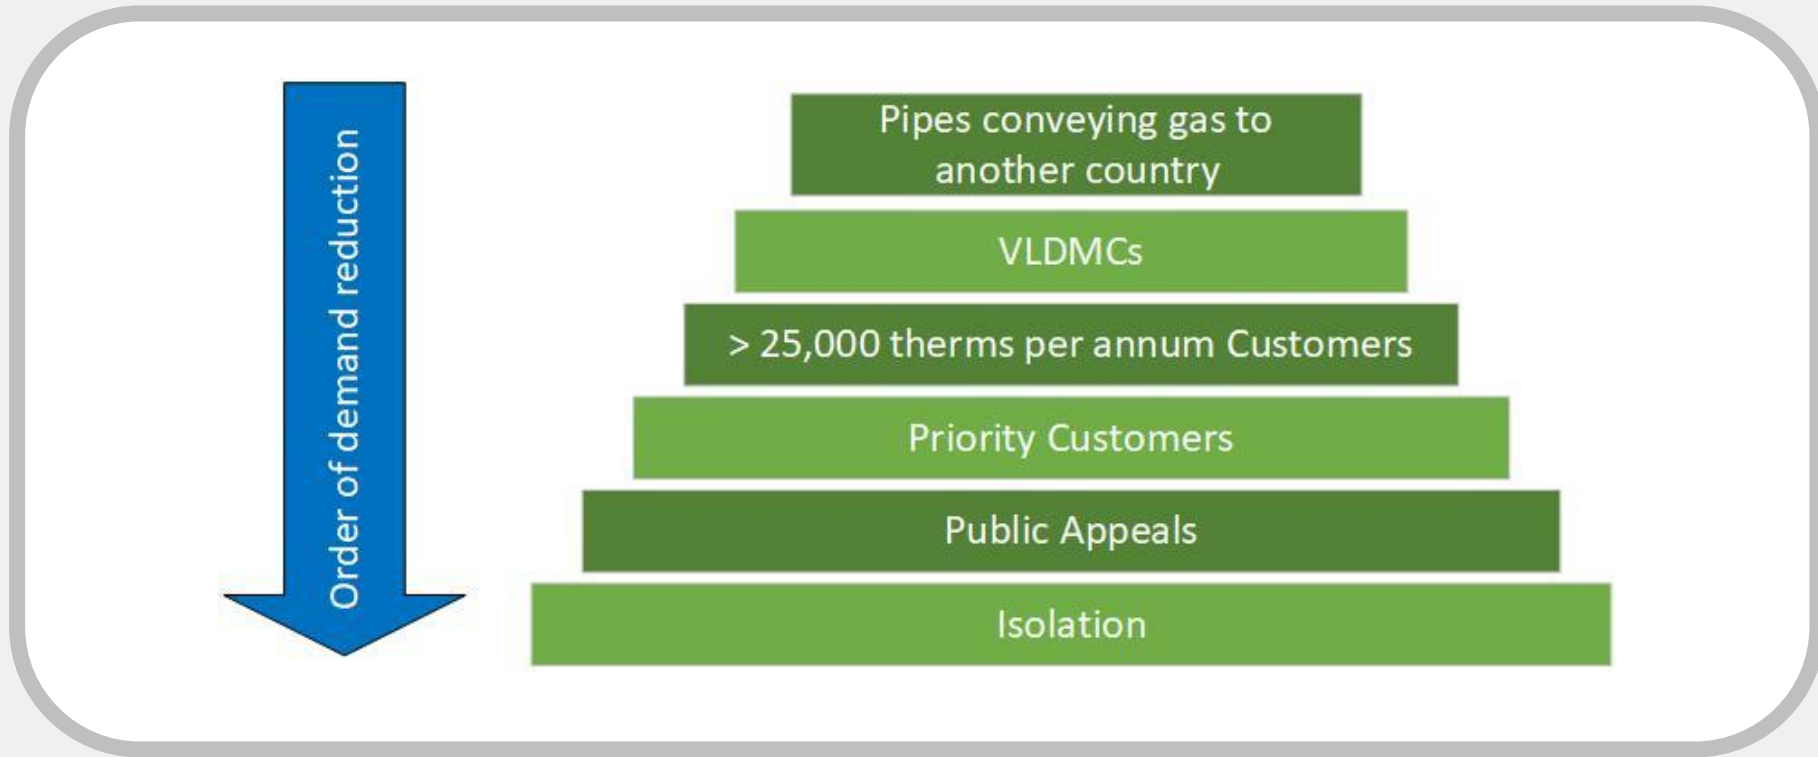 Order of demand reduction
Pipes conveying gas to
another country
VLDMCs
> 25,000 therms per annum Customers
Priority Customers
Public Appeals
Isolation